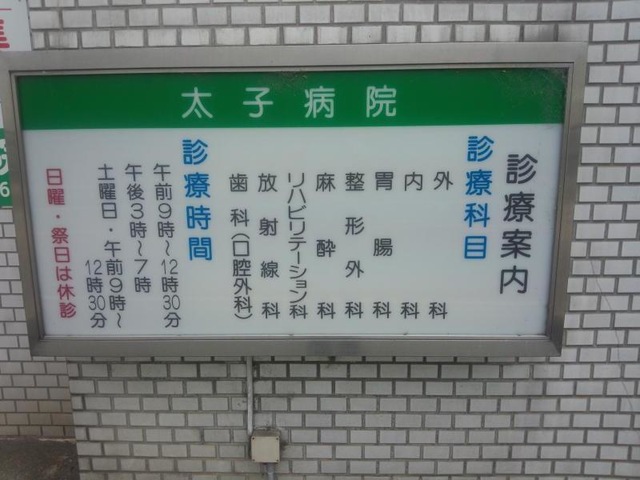 太子病院
診療案内
診療科目
外科
内科
胃腸科
整形外科
麻酔科
リハビリテーション科
放射線科
歯科(口腔外科)
診療時間
午前9時〜12時30分
午後3時〜7時
土曜日・午前9時〜
12時30分
日曜・祭日は休診